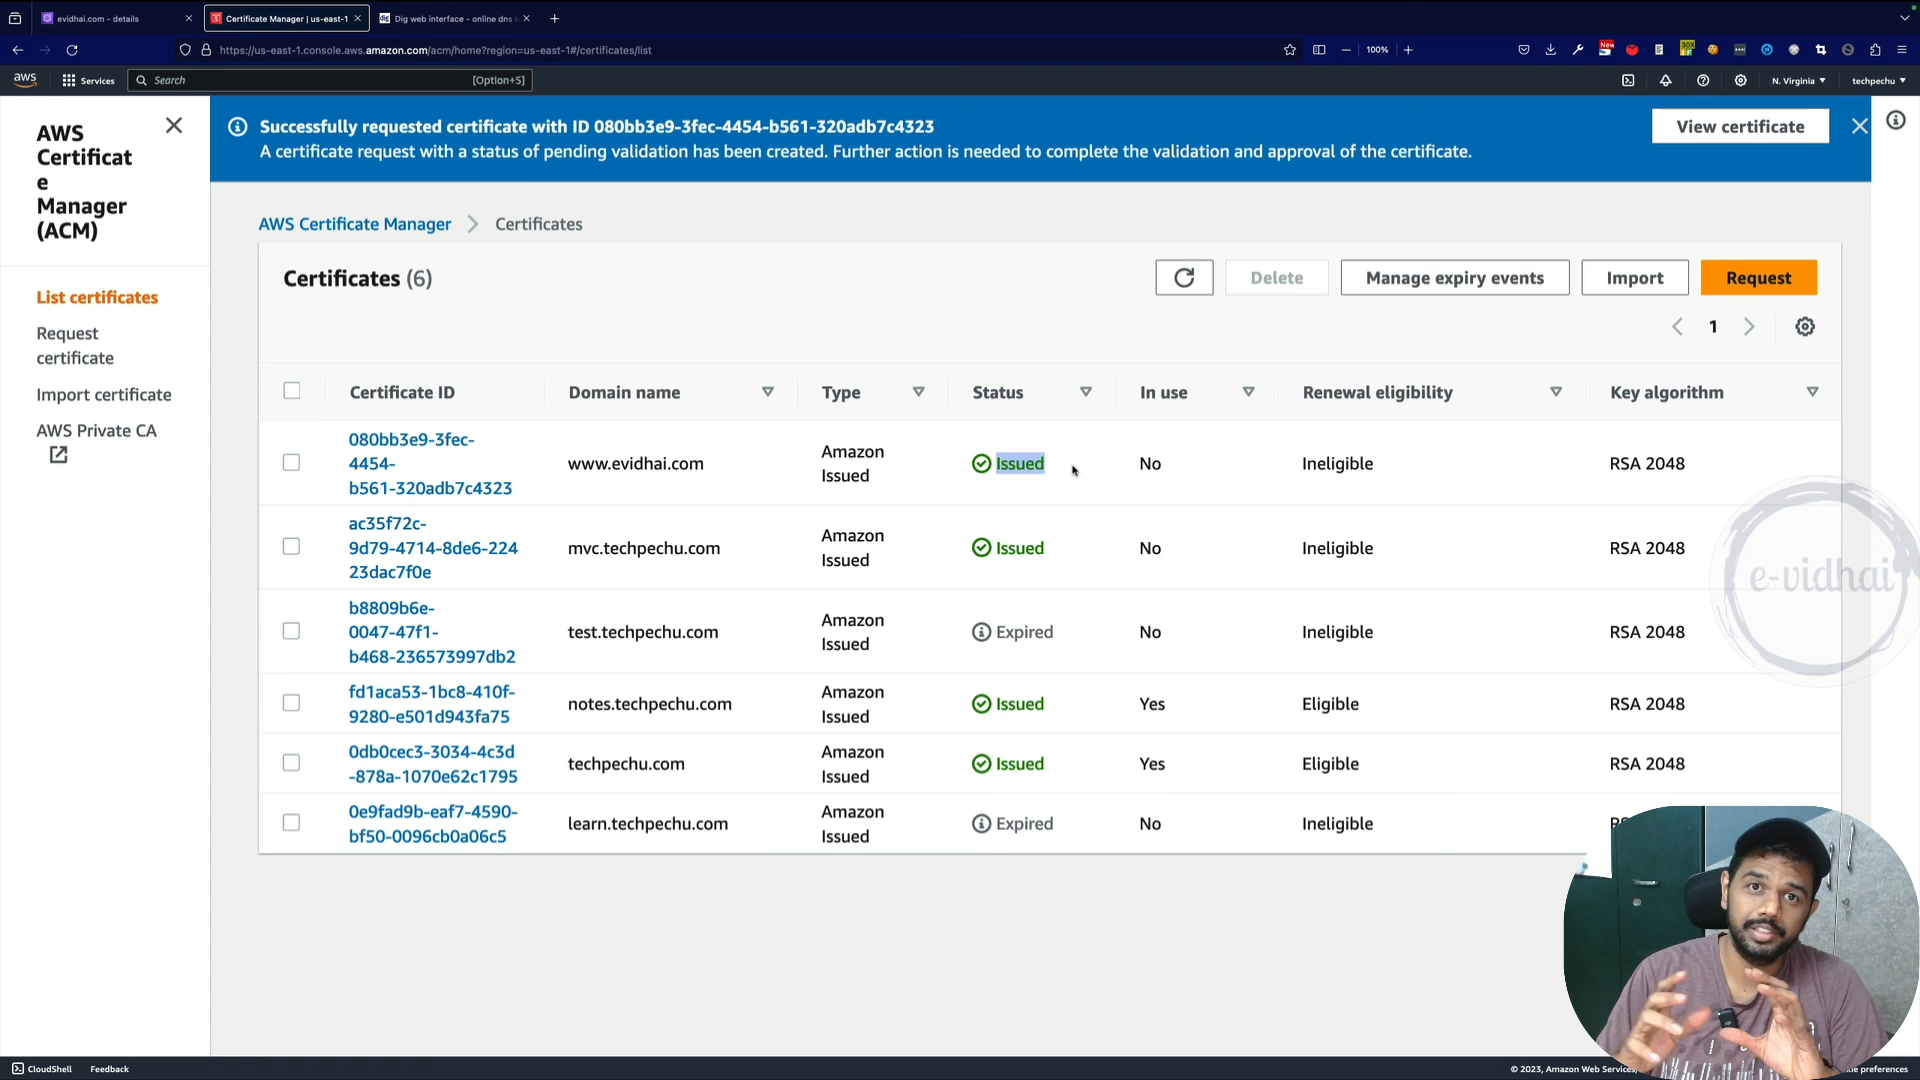 evidhai.com - details
Certificate Manager | us-east-1
Dig web interface - online dns
https://us-east-1.console.aws.amazon.com/acm/home?region=us-east-1#/certificates/list
100%
New
30X
aws
Services
Search
[Option+S]
N. Virginia
techpechu
AWS
Certificat
e
Manager
(ACM)
List certificates
Request
certificate
Import certificate
AWS Private CA
Successfully requested certificate with ID 080bb3e9-3fec-4454-b561-320adb7c4323
A certificate request with a status of pending validation has been created. Further action is needed to complete the validation and approval of the certificate.
View certificate
AWS Certificate Manager
Certificates
Certificates (6)
Delete
Manage expiry events
Import
Request
1
Certificate ID
Domain name
Type
Status
In use
Renewal eligibility
Key algorithm
080bb3e9-3fec-
4454-
b561-320adb7c4323
www.evidhai.com
Amazon
Issued
Issued
No
Ineligible
RSA 2048
ac35f72c-
9d79-4714-8de6-224
23dac7f0e
mvc.techpechu.com
Amazon
Issued
Issued
No
Ineligible
RSA 2048
b8809b6e-
0047-47f1-
b468-236573997db2
test.techpechu.com
Amazon
Issued
Expired
No
Ineligible
RSA 2048
fd1aca53-1bc8-410f-
9280-e501d943fa75
notes.techpechu.com
Amazon
Issued
Issued
Yes
Eligible
RSA 2048
0db0cec3-3034-4c3d
-878a-1070e62c1795
techpechu.com
Amazon
Issued
Issued
Yes
Eligible
RSA 2048
0e9fad9b-eaf7-4590-
bf50-0096cb0a06c5
learn.techpechu.com
Amazon
Issued
Expired
No
Ineligible
e-vidhai
CloudShell
Feedback
© 2023, Amazon Web Services,
preferences